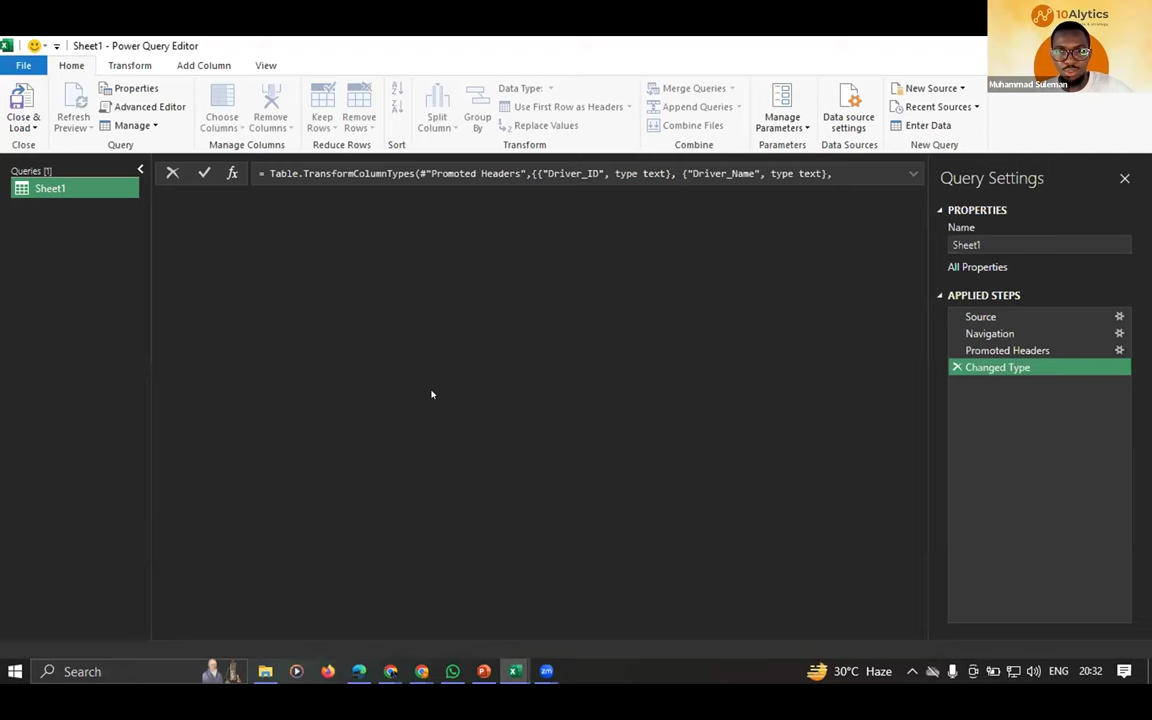 10Alytics
Muhammad Suleman
Sheet1 - Power Query Editor
File
Home
Transform
Add Column
View
Close & Load
Close
Refresh Preview
Properties
Advanced Editor
Manage
Query
Choose Columns
Remove Columns
Manage Columns
Keep Rows
Remove Rows
Reduce Rows
Sort
Split Column
Group By
Data Type:
Use First Row as Headers
Replace Values
Transform
Merge Queries
Append Queries
Combine Files
Combine
Manage Parameters
Parameters
Data source settings
Data Sources
New Source
Recent Sources
Enter Data
New Query
Queries [1]
Sheet1
fx
= Table.TransformColumnTypes(#"Promoted Headers",{{"Driver_ID", type text}, {"Driver_Name", type text},
Query Settings
PROPERTIES
Name
Sheet1
All Properties
APPLIED STEPS
Source
Navigation
Promoted Headers
Changed Type
Search
30°C Haze
ENG
20:32